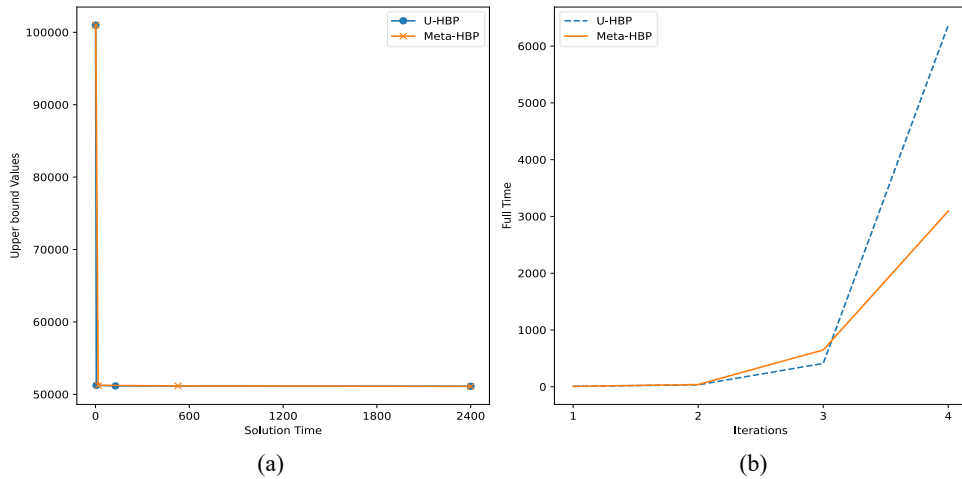 100000
90000
80000
70000
60000
50000
Upper bound Values
0
600
1200
1800
2400
Solution Time
U-HBP
Meta-HBP
(a)
6000
5000
4000
3000
2000
1000
0
Full Time
1
2
3
4
Iterations
U-HBP
Meta-HBP
(b)